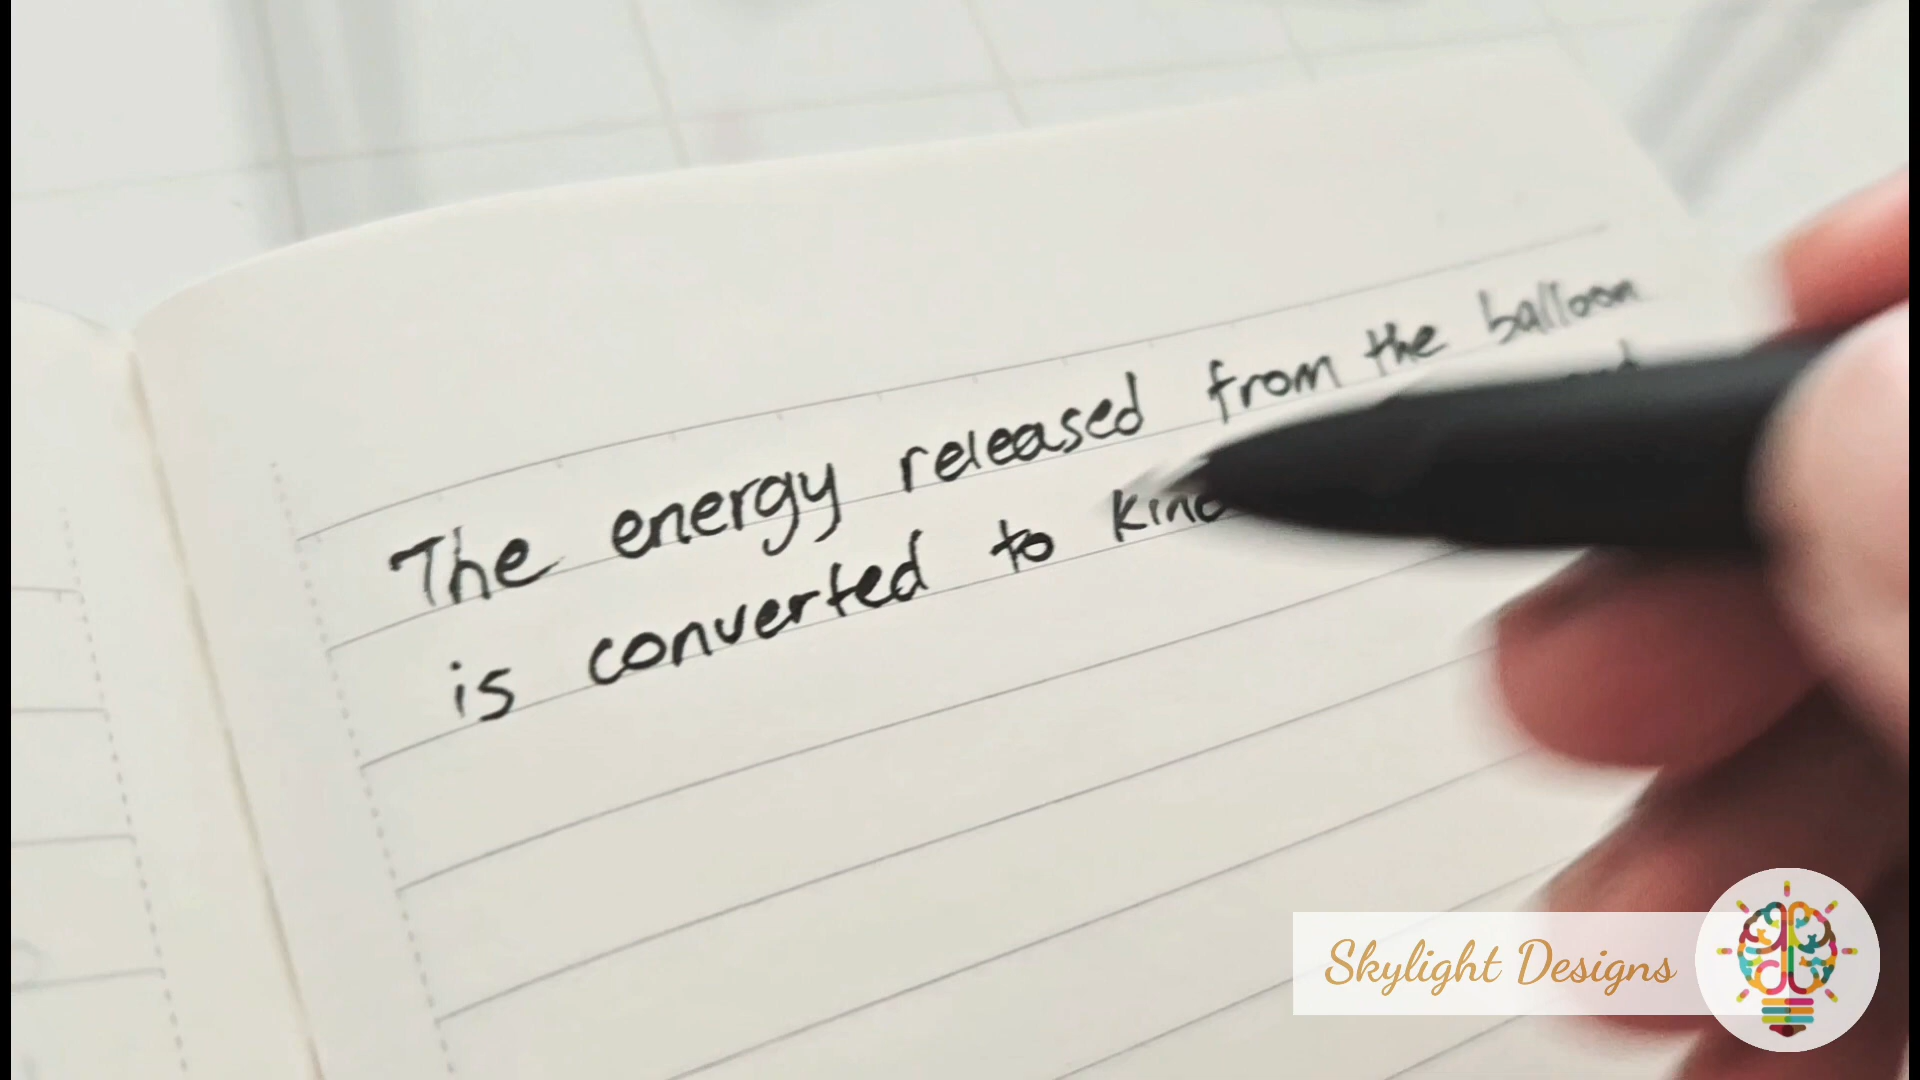 The energy released from the balloon
is converted to
Skylight Designs